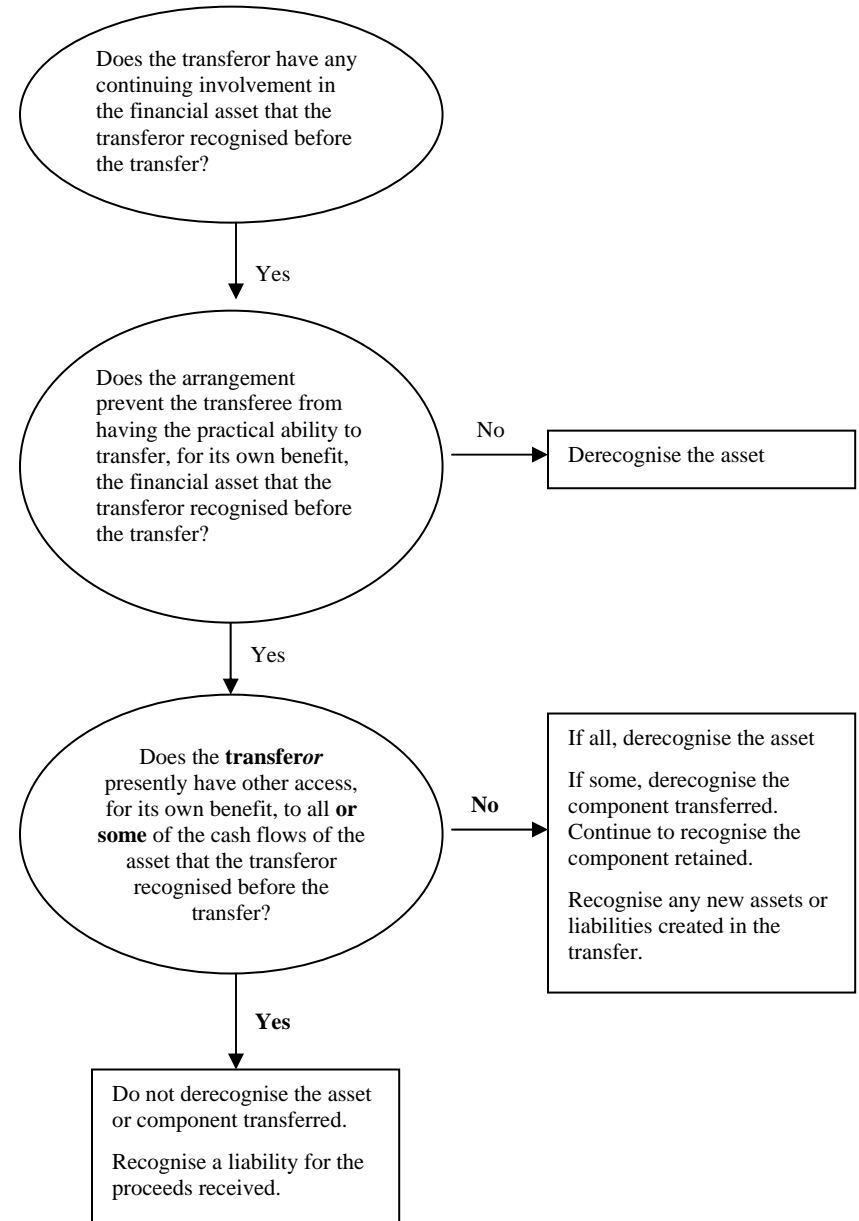 Does the transferor have any
continuing involvement in
the financial asset that the
transferor recognised before
the transfer?
Yes
Does the arrangement
prevent the transferee from
having the practical ability to
transfer, for its own benefit,
the financial asset that the
transferor recognised before
the transfer?
No
Derecognise the asset
Yes
Does the transferor
presently have other access,
for its own benefit, to all or
some of the cash flows of the
asset that the transferor
recognised before the
transfer?
No
If all, derecognise the asset
If some, derecognise the
component transferred.
Continue to recognise the
component retained.
Recognise any new assets or
liabilities created in the
transfer.
Yes
Do not derecognise the asset
or component transferred.
Recognise a liability for the
proceeds received.